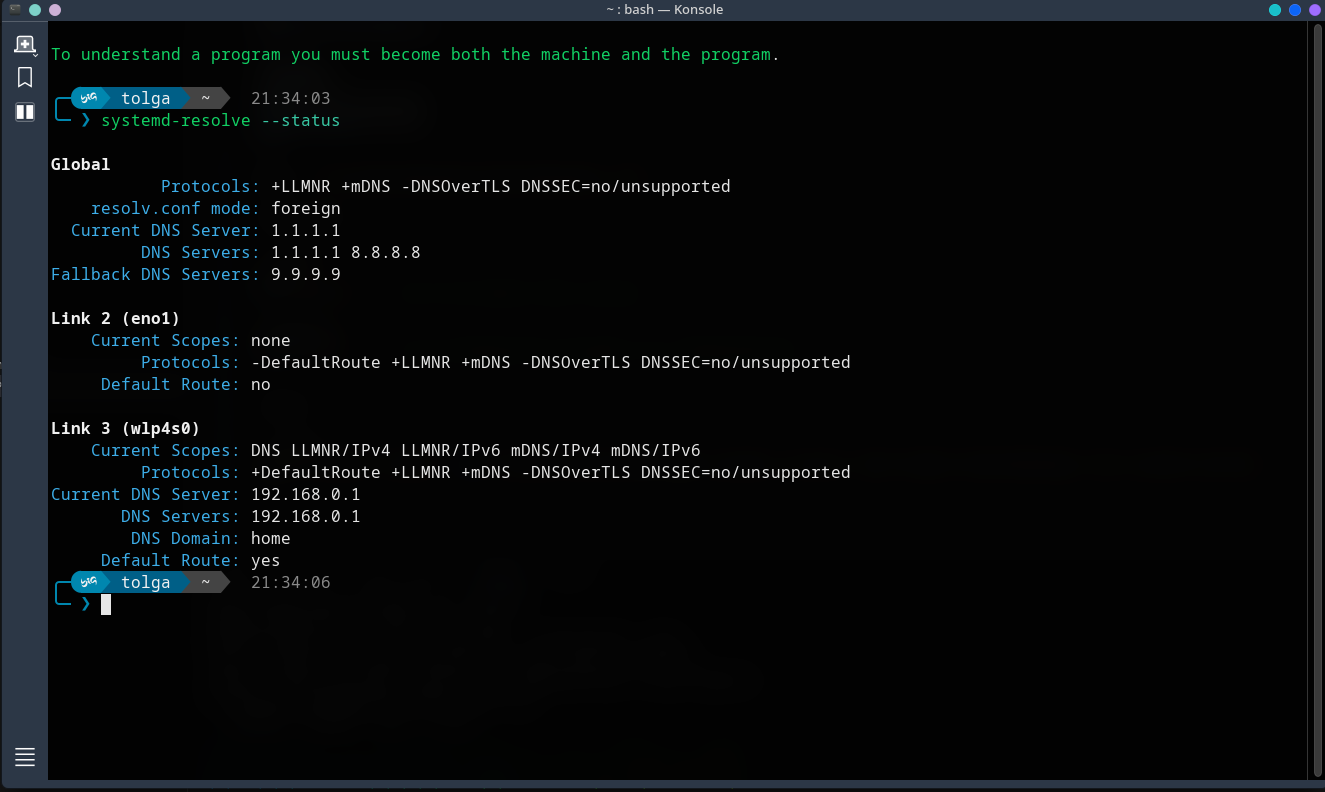 ~ : bash — Konsole
To understand a program you must become both the machine and the program.
tolga ~ 21:34:03
❯ systemd-resolve --status
Global
Protocols: +LLMNR +mDNS -DNSOverTLS DNSSEC=no/unsupported
resolv.conf mode: foreign
Current DNS Server: 1.1.1.1
DNS Servers: 1.1.1.1 8.8.8.8
Fallback DNS Servers: 9.9.9.9
Link 2 (eno1)
Current Scopes: none
Protocols: -DefaultRoute +LLMNR +mDNS -DNSOverTLS DNSSEC=no/unsupported
Default Route: no
Link 3 (wlp4s0)
Current Scopes: DNS LLMNR/IPv4 LLMNR/IPv6 mDNS/IPv4 mDNS/IPv6
Protocols: +DefaultRoute +LLMNR +mDNS -DNSOverTLS DNSSEC=no/unsupported
Current DNS Server: 192.168.0.1
DNS Servers: 192.168.0.1
DNS Domain: home
Default Route: yes
tolga ~ 21:34:06
❯